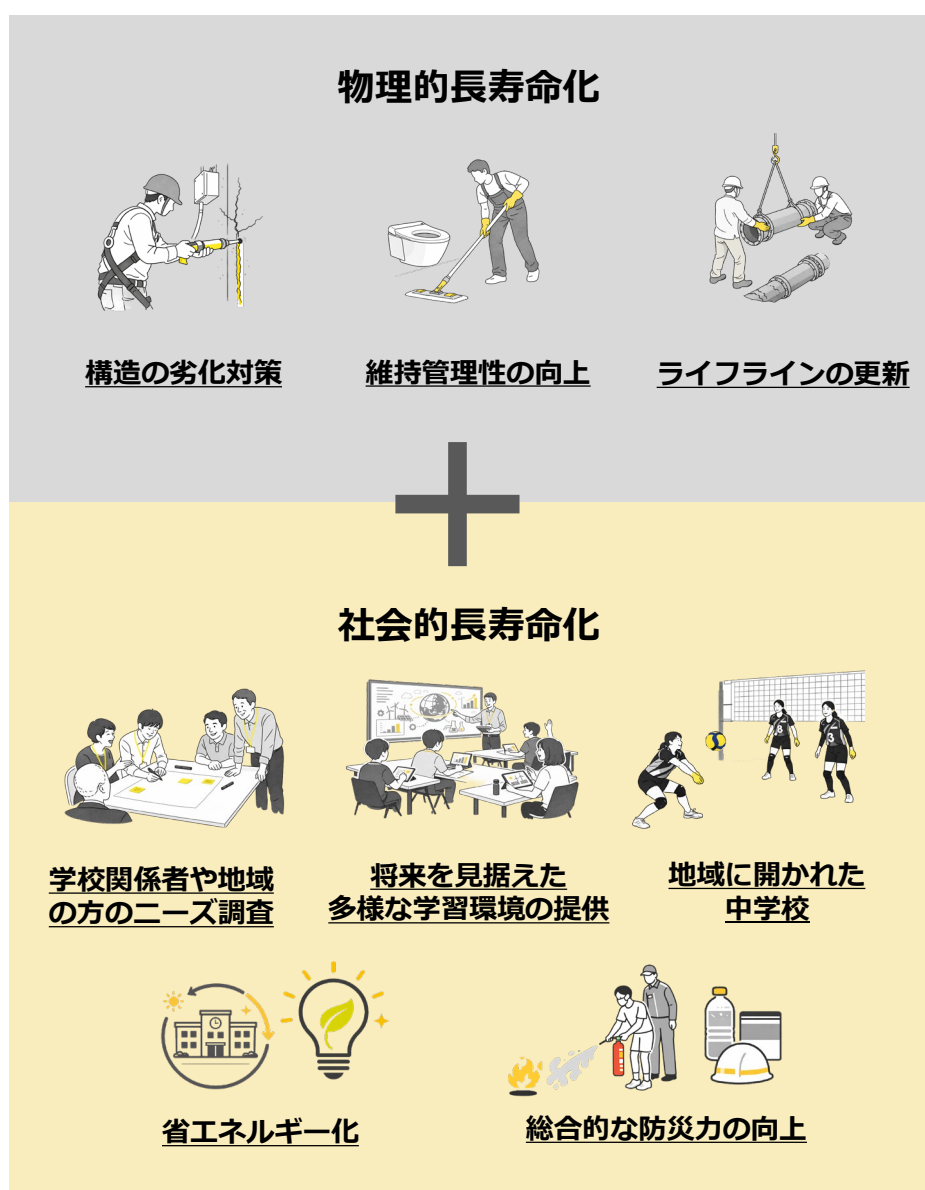 物理的長寿命化
構造の劣化対策
維持管理性の向上
ライフラインの更新
社会的長寿命化
学校関係者や地域
の方のニーズ調査
将来を見据えた
多様な学習環境の提供
地域に開かれた
中学校
8
3
省エネルギー化
総合的な防災力の向上